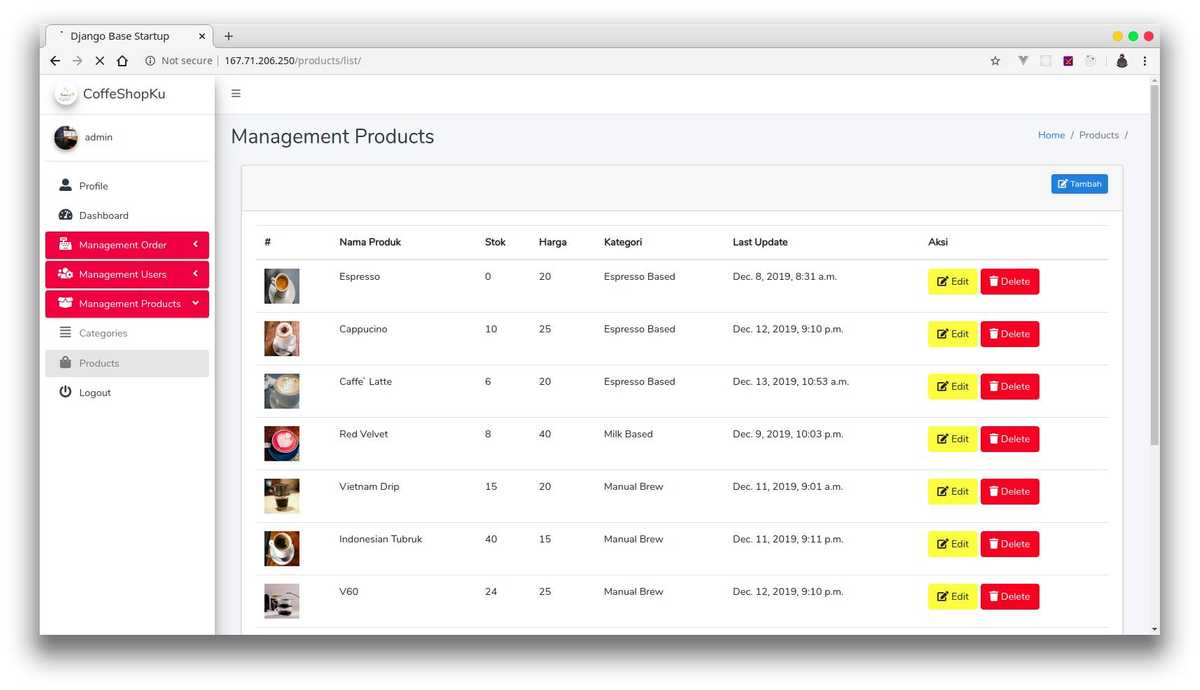 Django Base Startup
Not secure 167.71.206.250/products/list/
CoffeShopKu
admin
Profile
Dashboard
Management Order
Management Users
Management Products
Categories
Products
Logout
Management Products
Home / Products /
Tambah
# Nama Produk Stok Harga Kategori Last Update Aksi
Espresso 0 20 Espresso Based Dec. 8, 2019, 8:31 a.m. Edit Delete
Cappucino 10 25 Espresso Based Dec. 12, 2019, 9:10 p.m. Edit Delete
Caffe` Latte 6 20 Espresso Based Dec. 13, 2019, 10:53 a.m. Edit Delete
Red Velvet 8 40 Milk Based Dec. 9, 2019, 10:03 p.m. Edit Delete
Vietnam Drip 15 20 Manual Brew Dec. 11, 2019, 9:01 a.m. Edit Delete
Indonesian Tubruk 40 15 Manual Brew Dec. 11, 2019, 9:11 p.m. Edit Delete
V60 24 25 Manual Brew Dec. 12, 2019, 9:10 p.m. Edit Delete